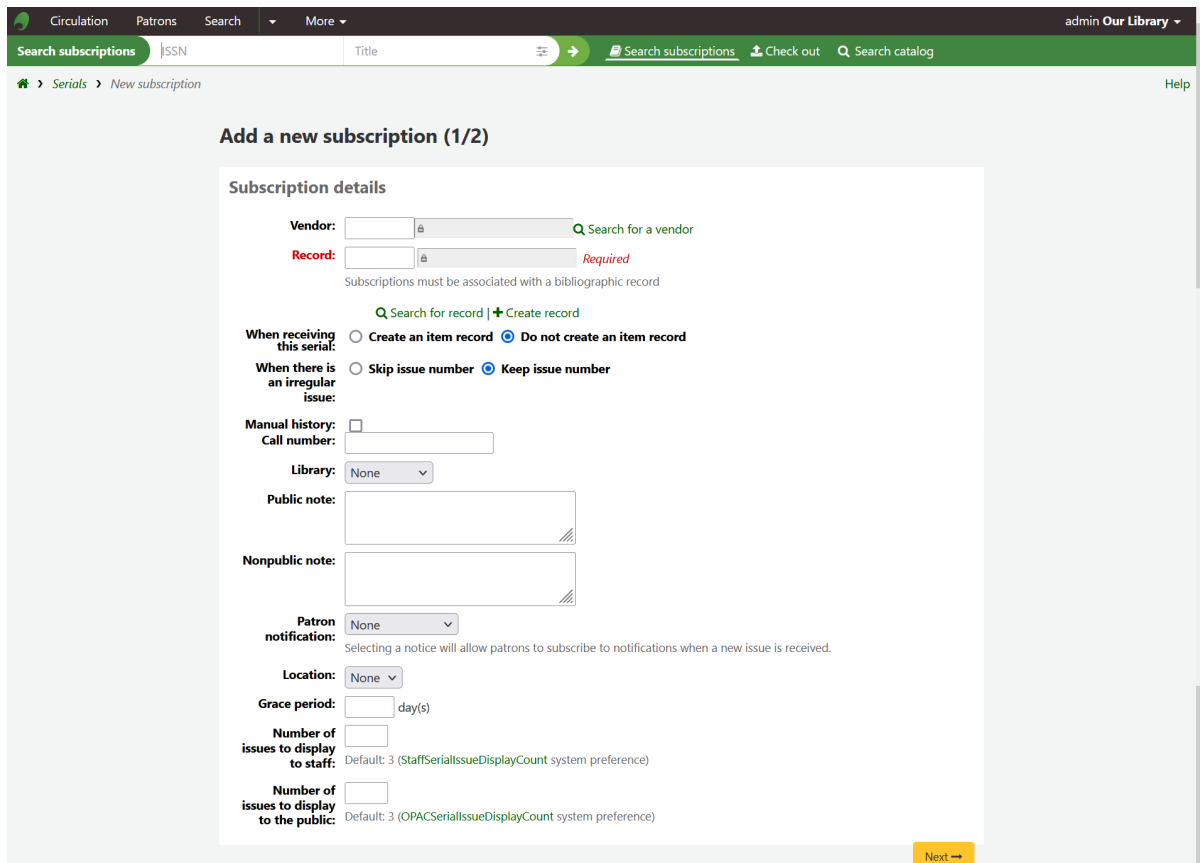 Circulation Patrons Search More admin Our Library
Search subscriptions ISSN Title Search subscriptions Check out Search catalog
Serials New subscription Help
Add a new subscription (1/2)
Subscription details
Vendor: Search for a vendor
Record: Required
Subscriptions must be associated with a bibliographic record
Search for record | Create record
When receiving this serial: Create an item record Do not create an item record
When there is an irregular issue: Skip issue number Keep issue number
Manual history:
Call number:
Library: None
Public note:
Nonpublic note:
Patron notification: None
Selecting a notice will allow patrons to subscribe to notifications when a new issue is received.
Location: None
Grace period: day(s)
Number of issues to display to staff: Default: 3 (StaffSerialIssueDisplayCount system preference)
Number of issues to display to the public: Default: 3 (OPACSerialIssueDisplayCount system preference)
Next